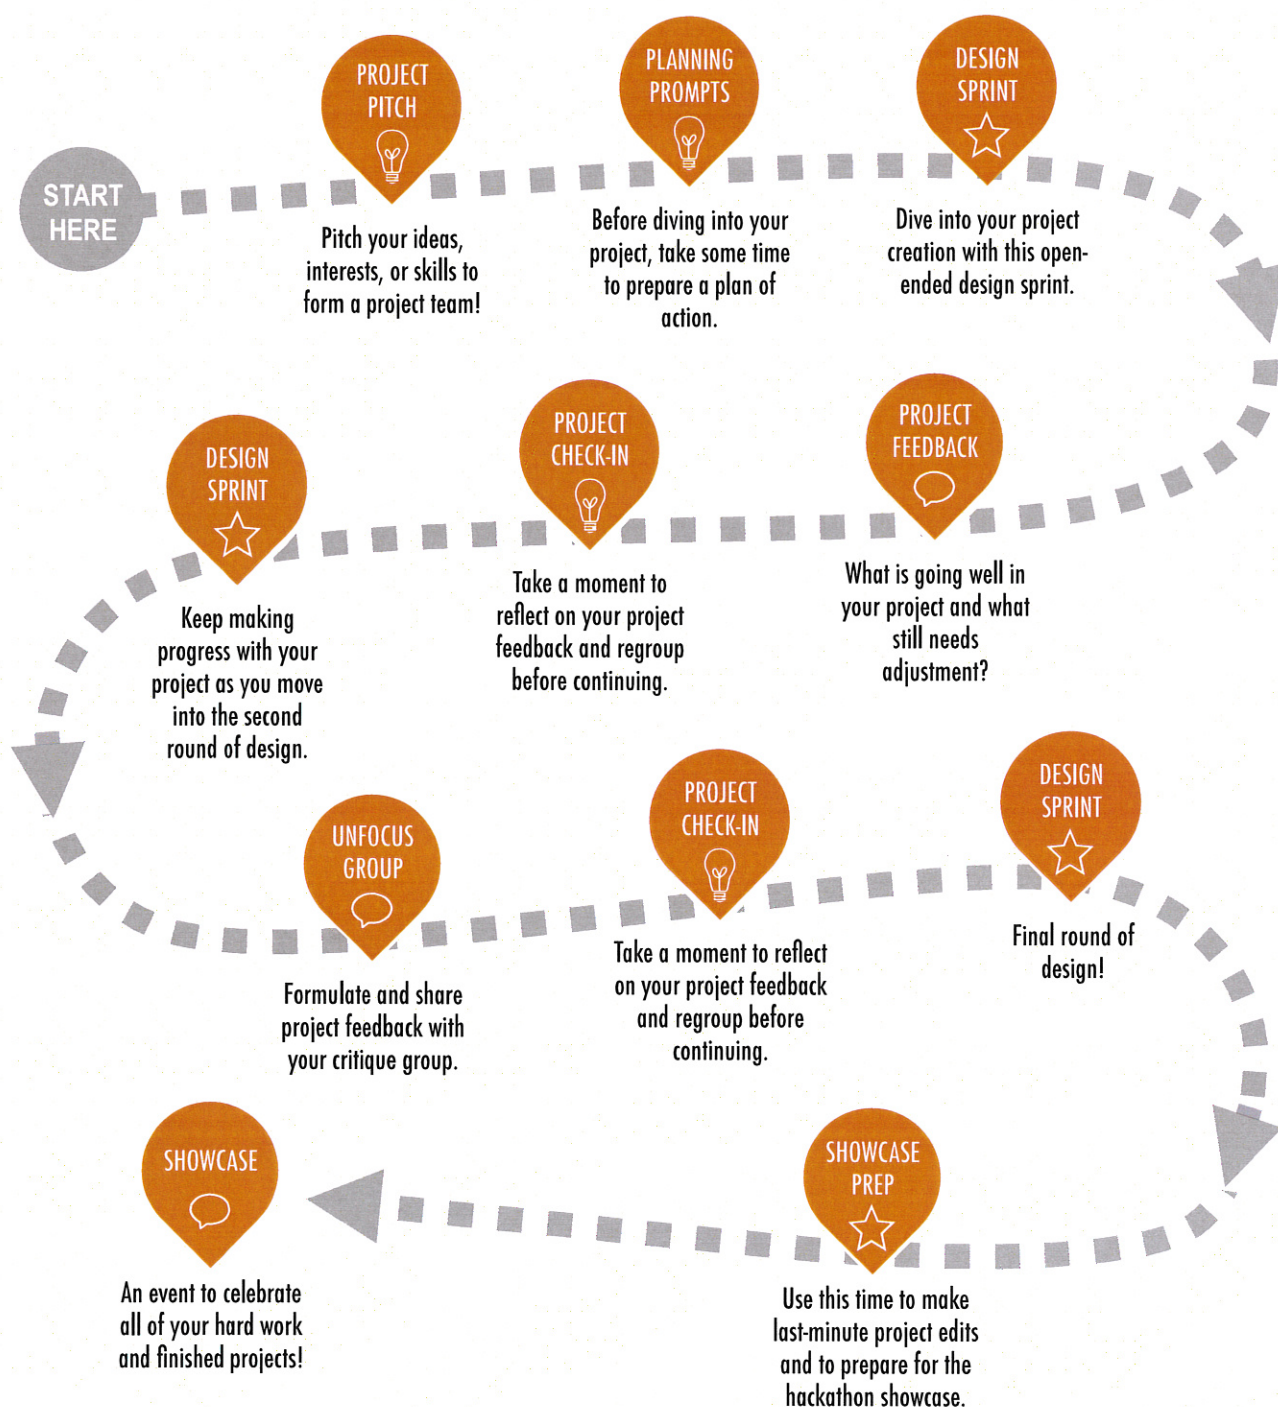 START
HERE
PROJECT
PITCH
Pitch your ideas,
interests, or skills to
form a project team!
PLANNING
PROMPTS
Before diving into your
project, take some time
to prepare a plan of
action.
DESIGN
SPRINT
Dive into your project
creation with this open-
ended design sprint.
PROJECT
FEEDBACK
What is going well in
your project and what
still needs
adjustment?
PROJECT
CHECK-IN
Take a moment to
reflect on your project
feedback and regroup
before continuing.
DESIGN
SPRINT
Keep making
progress with your
project as you move
into the second
round of design.
UNFOCUS
GROUP
Formulate and share
project feedback with
your critique group.
PROJECT
CHECK-IN
Take a moment to reflect
on your project feedback
and regroup before
continuing.
DESIGN
SPRINT
Final round of
design!
SHOWCASE
PREP
Use this time to make
last-minute project edits
and to prepare for the
hackathon showcase.
SHOWCASE
An event to celebrate
all of your hard work
and finished projects!